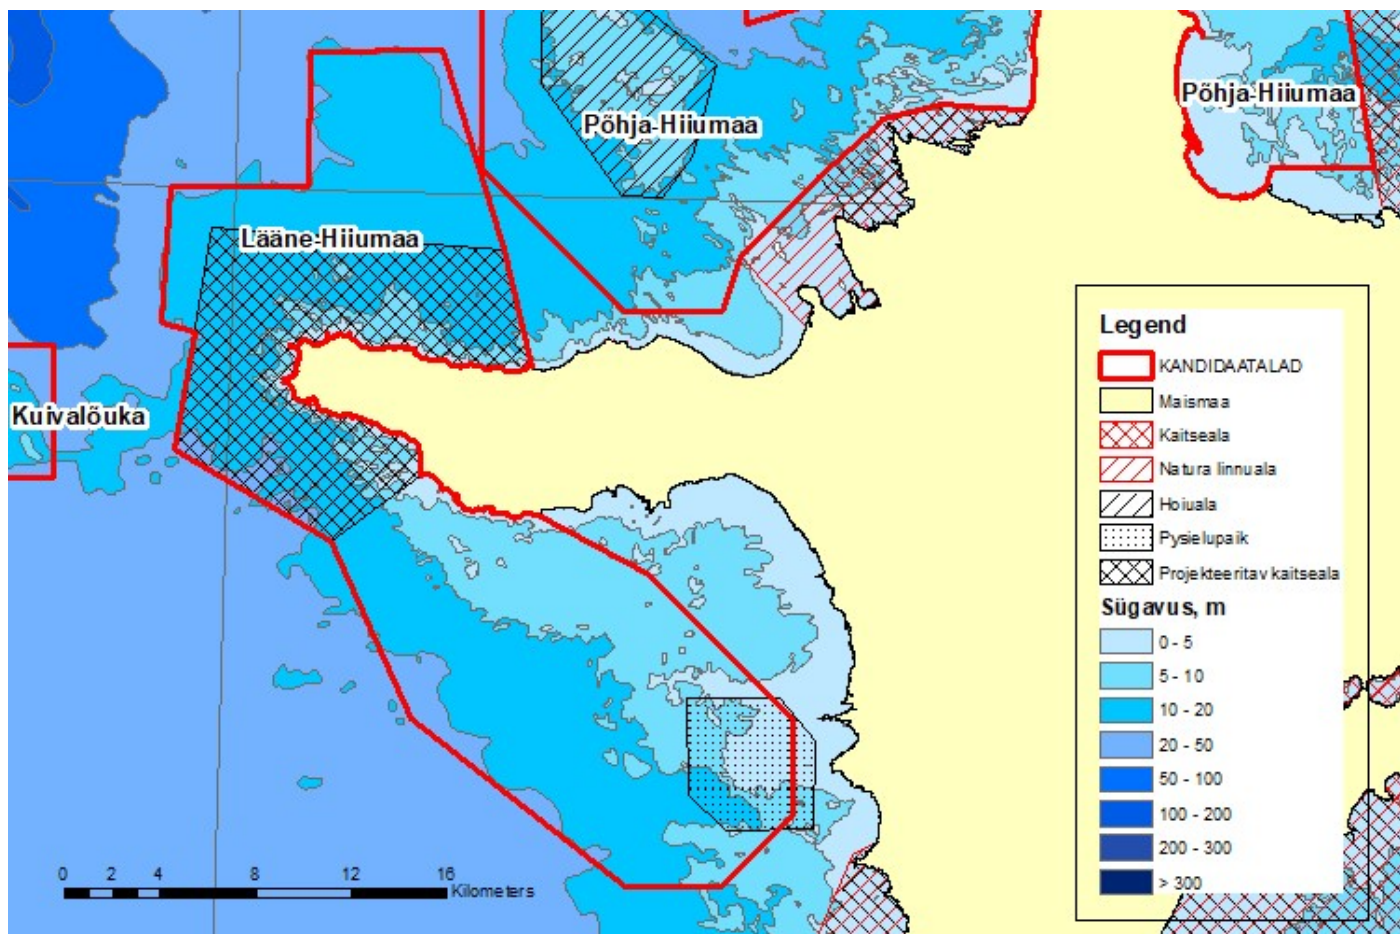 Põhja-Hiiumaa
Põhja-Hiiumaa
Lääne-Hiiumaa
Kuivalõuka
Legend
KANDIDAATALAD
Maismaa
Kaitseala
Natura linnuala
Hoiuala
Pysielupaik
Projekteeritav kaitseala
Sügavus, m
0 - 5
5 - 10
10 - 20
20 - 50
50 - 100
100 - 200
200 - 300
> 300
0 2 4 8 12 16
Kilometers